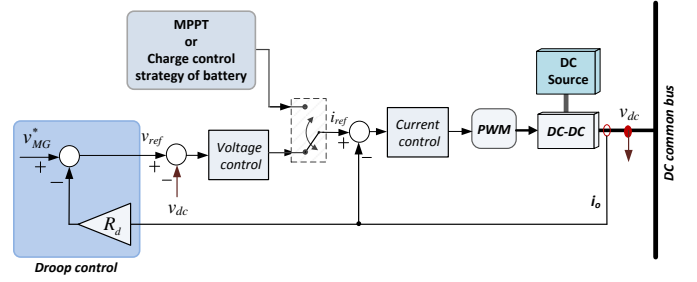 MPPT
or
Charge control
strategy of battery
DC
Source
DC common bus
v*MG
vref
iref
vdc
Voltage
control
Current
control
PWM
DC-DC
+
−
+
−
vdc
+
−
Rd
io
Droop control